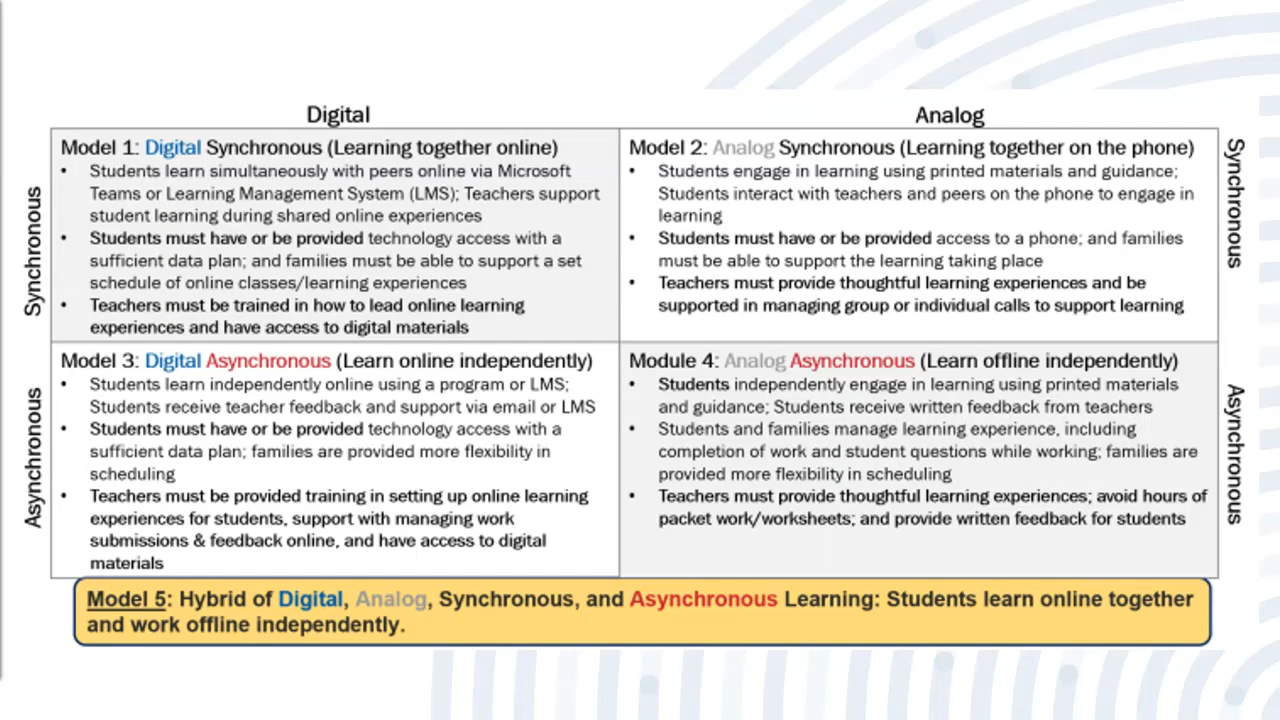 Digital
Analog
Synchronous
Model 1: Digital Synchronous (Learning together online)
• Students learn simultaneously with peers online via Microsoft
Teams or Learning Management System (LMS); Teachers support
student learning during shared online experiences
• Students must have or be provided technology access with a
sufficient data plan; and families must be able to support a set
schedule of online classes/learning experiences
• Teachers must be trained in how to lead online learning
experiences and have access to digital materials
Model 2: Analog Synchronous (Learning together on the phone)
• Students engage in learning using printed materials and guidance;
Students interact with teachers and peers on the phone to engage in
learning
• Students must have or be provided access to a phone; and families
must be able to support the learning taking place
• Teachers must provide thoughtful learning experiences and be
supported in managing group or individual calls to support learning
Synchronous
Asynchronous
Model 3: Digital Asynchronous (Learn online independently)
• Students learn independently online using a program or LMS;
Students receive teacher feedback and support via email or LMS
• Students must have or be provided technology access with a
sufficient data plan; families are provided more flexibility in
scheduling
• Teachers must be provided training in setting up online learning
experiences for students, support with managing work
submissions & feedback online, and have access to digital
materials
Module 4: Analog Asynchronous (Learn offline independently)
• Students independently engage in learning using printed materials
and guidance; Students receive written feedback from teachers
• Students and families manage learning experience, including
completion of work and student questions while working; families are
provided more flexibility in scheduling
• Teachers must provide thoughtful learning experiences; avoid hours of
packet work/worksheets; and provide written feedback for students
Asynchronous
Model 5: Hybrid of Digital, Analog, Synchronous, and Asynchronous Learning: Students learn online together
and work offline independently.